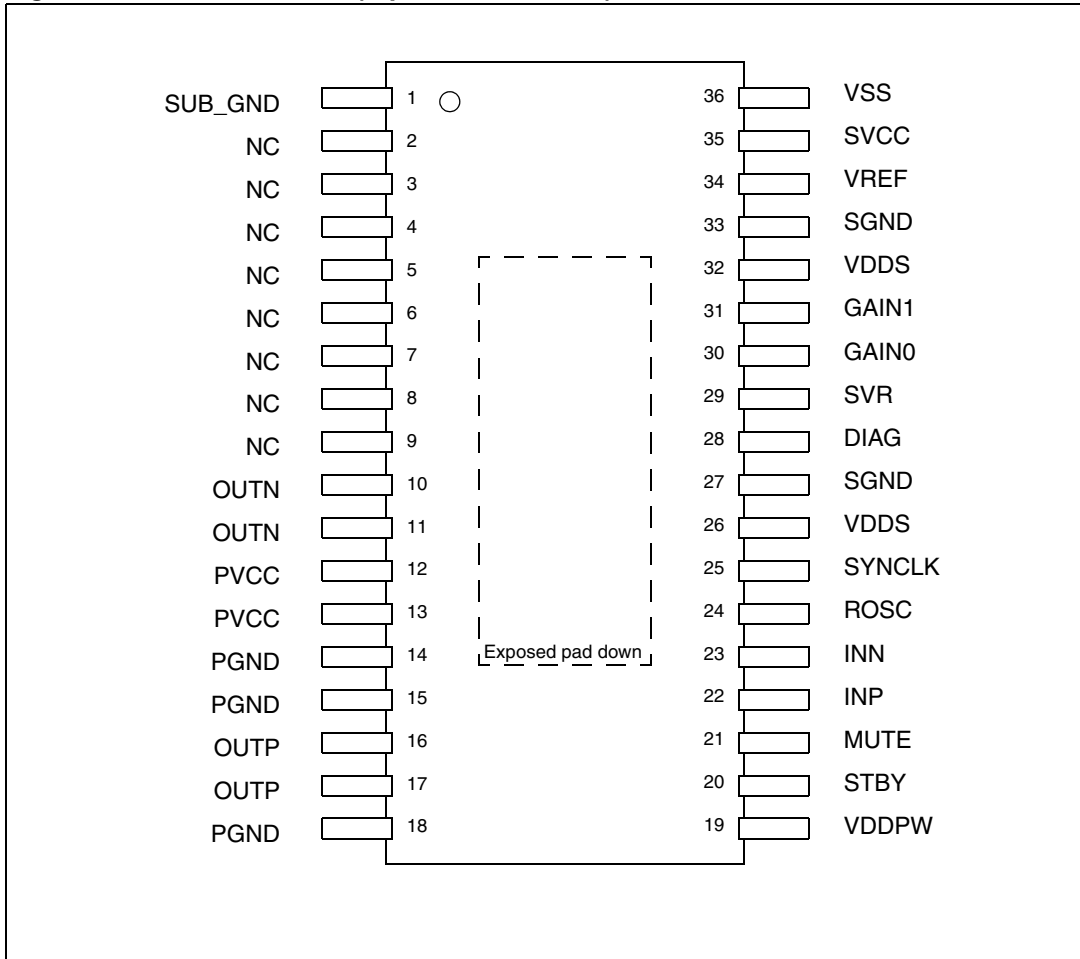 SUB_GND 1 36 VSS
NC 2 35 SVCC
NC 3 34 VREF
NC 4 33 SGND
NC 5 32 VDDS
NC 6 31 GAIN1
NC 7 30 GAIN0
NC 8 29 SVR
NC 9 28 DIAG
OUTN 10 27 SGND
OUTN 11 26 VDDS
PVCC 12 25 SYNCLK
PVCC 13 24 ROSC
PGND 14 Exposed pad down 23 INN
PGND 15 22 INP
OUTP 16 21 MUTE
OUTP 17 20 STBY
PGND 18 19 VDDPW